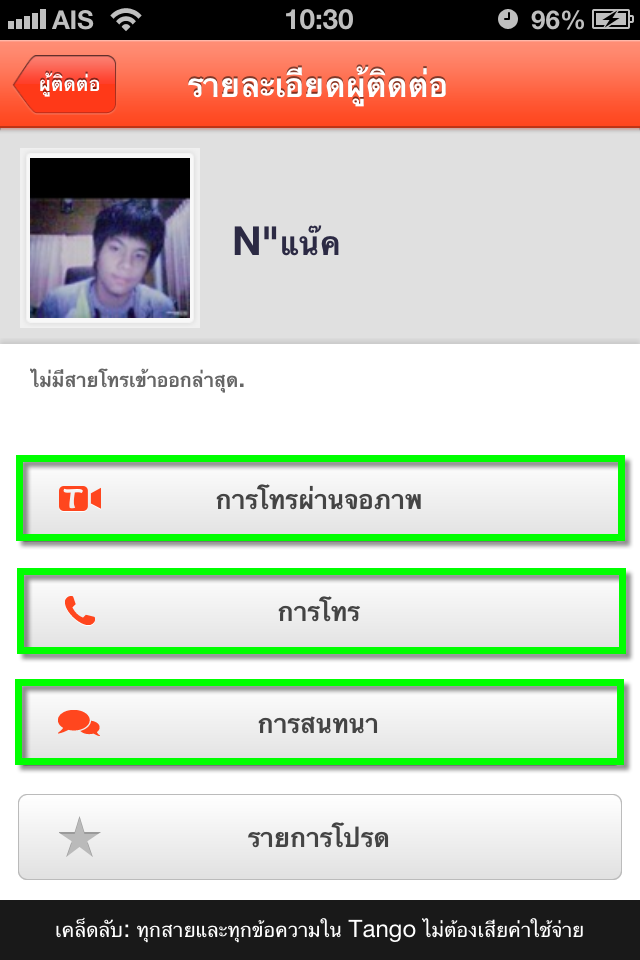 AIS 10:30 96%
ผู้ติดต่อ รายละเอียดผู้ติดต่อ
N"แน๊ค
ไม่มีสายโทรเข้าออกล่าสุด.
T การโทรผ่านจอภาพ
การโทร
การสนทนา
รายการโปรด
เคล็ดลับ: ทุกสายและทุกข้อความใน Tango ไม่ต้องเสียค่าใช้จ่าย